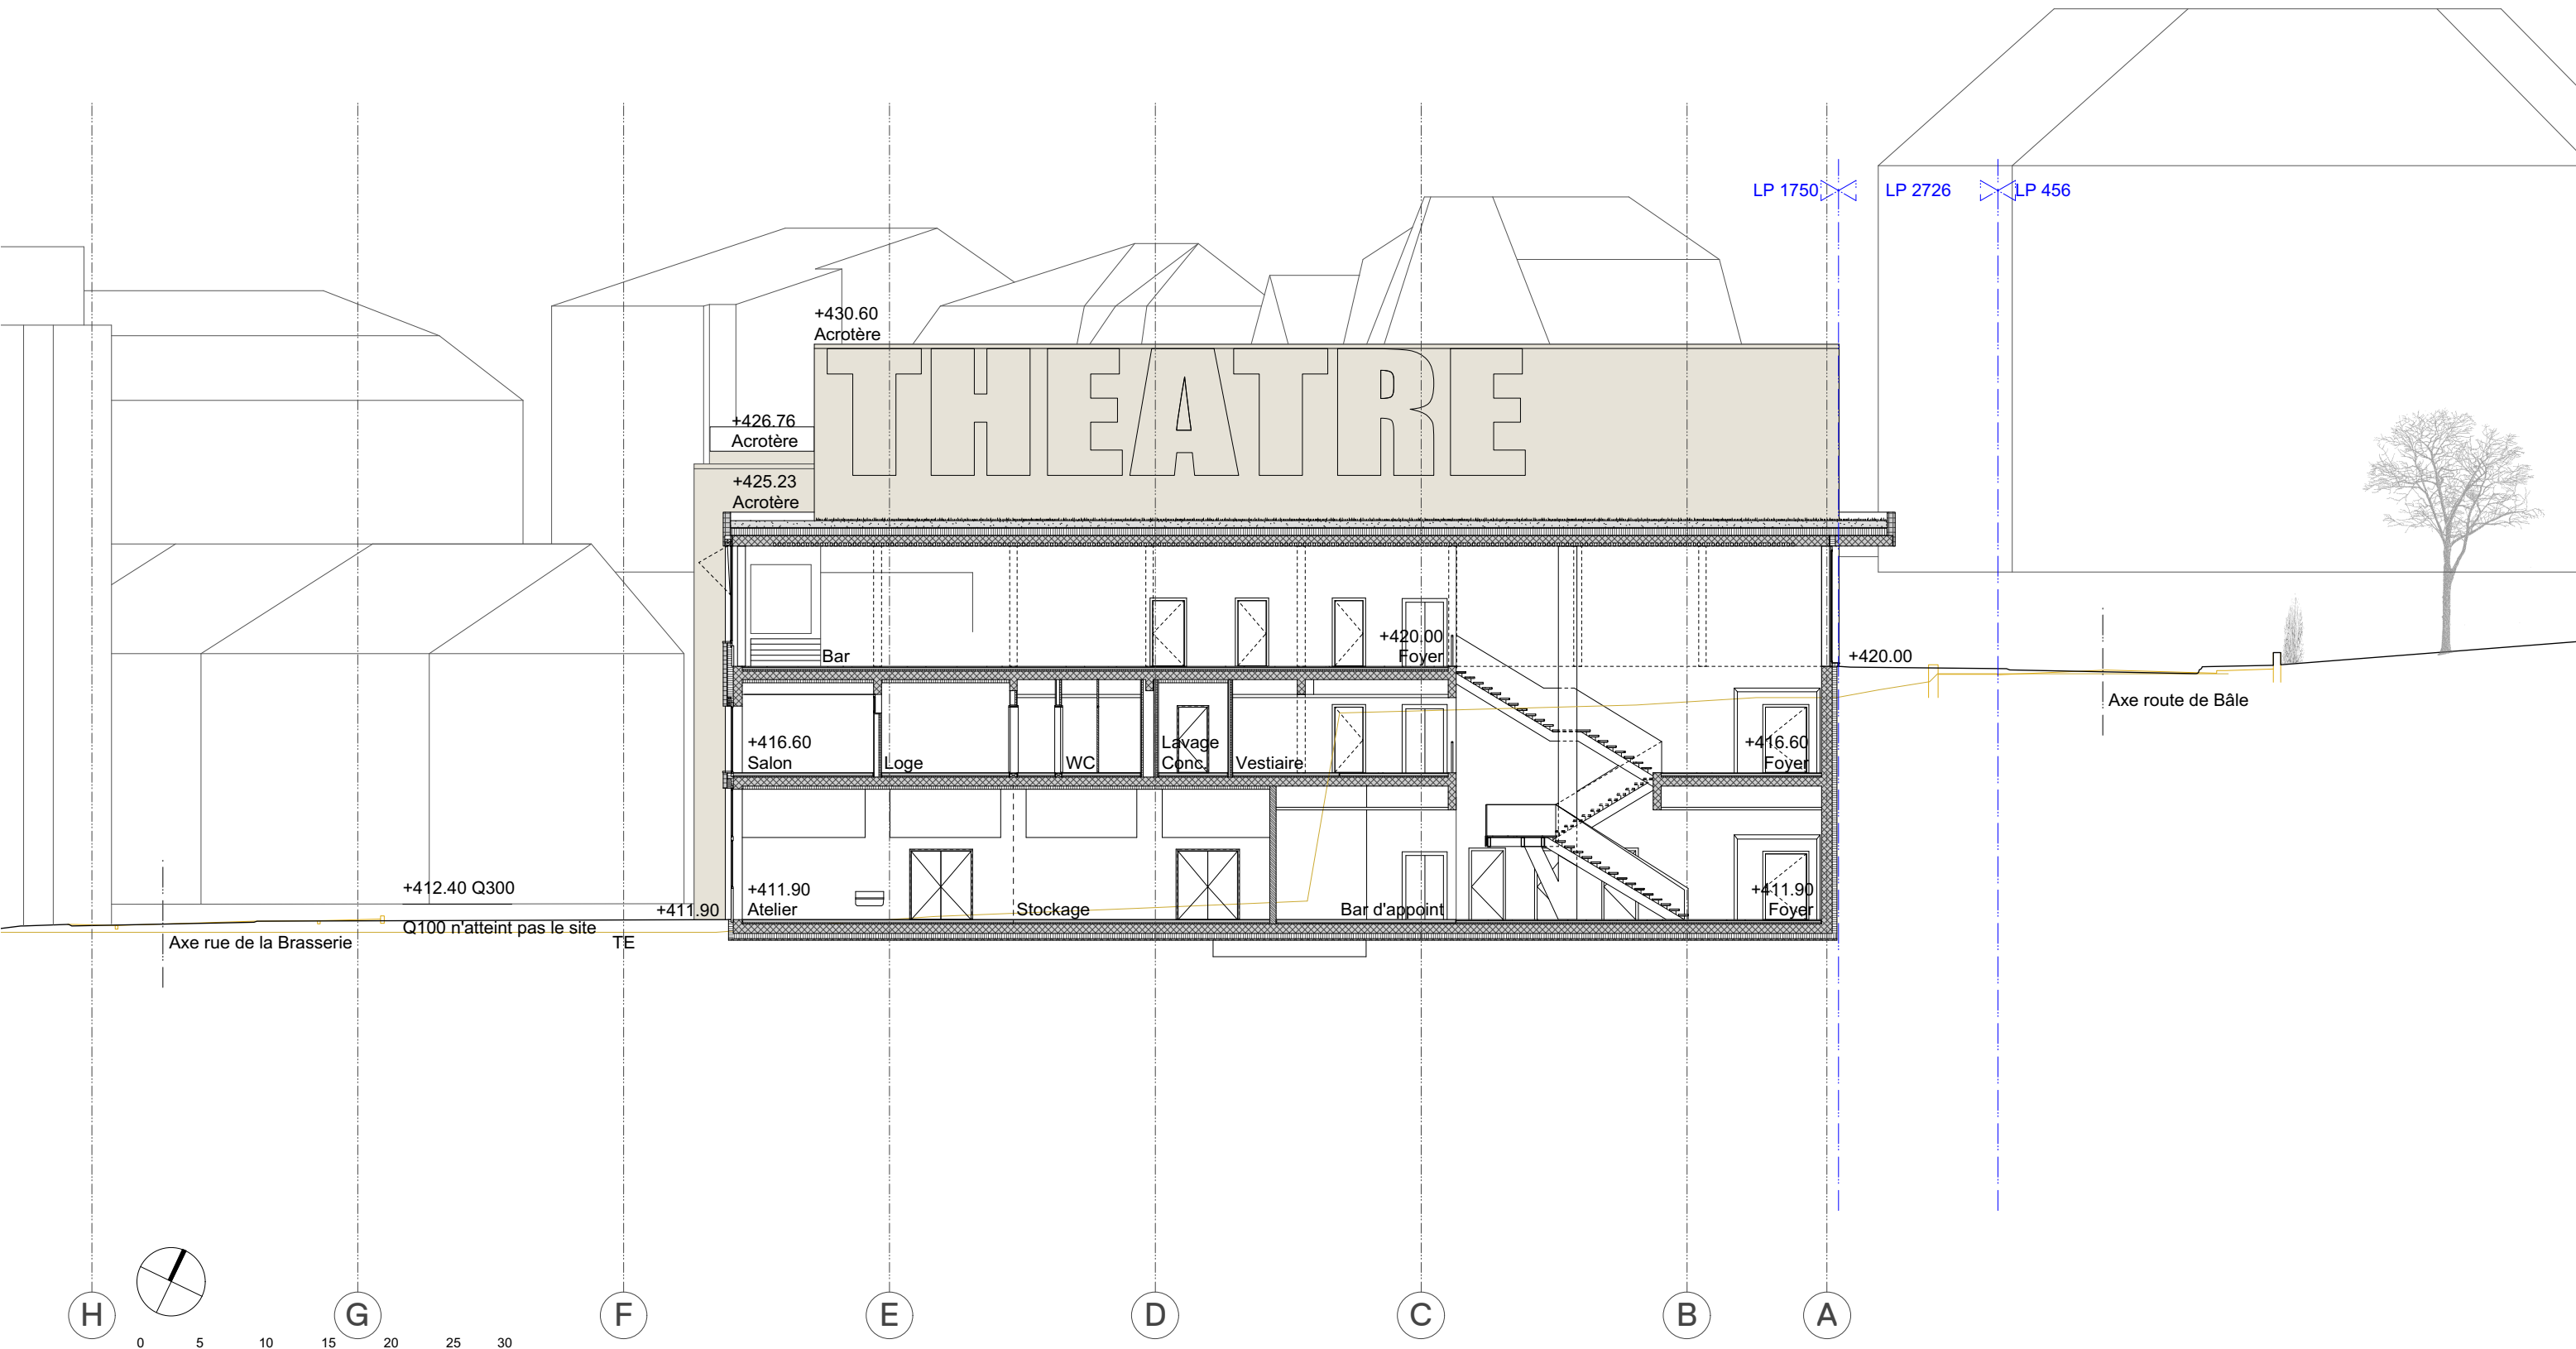 LP 1750
LP 2726
LP 456
+430.60
Acrotère
THEATRE
+426.76
Acrotère
+425.23
Acrotère
Bar
+420.00
Foyer
+420.00
Axe route de Bâle
+416.60
Salon
Loge
WC
Lavage
Conc.
Vestiaire
+416.60
Foyer
+412.40 Q300
Q100 n'atteint pas le site
+411.90
+411.90
Atelier
Stockage
Bar d'appoint
+411.90
Foyer
Axe rue de la Brasserie
TE
H
G
F
E
D
C
B
A
0 5 10 15 20 25 30